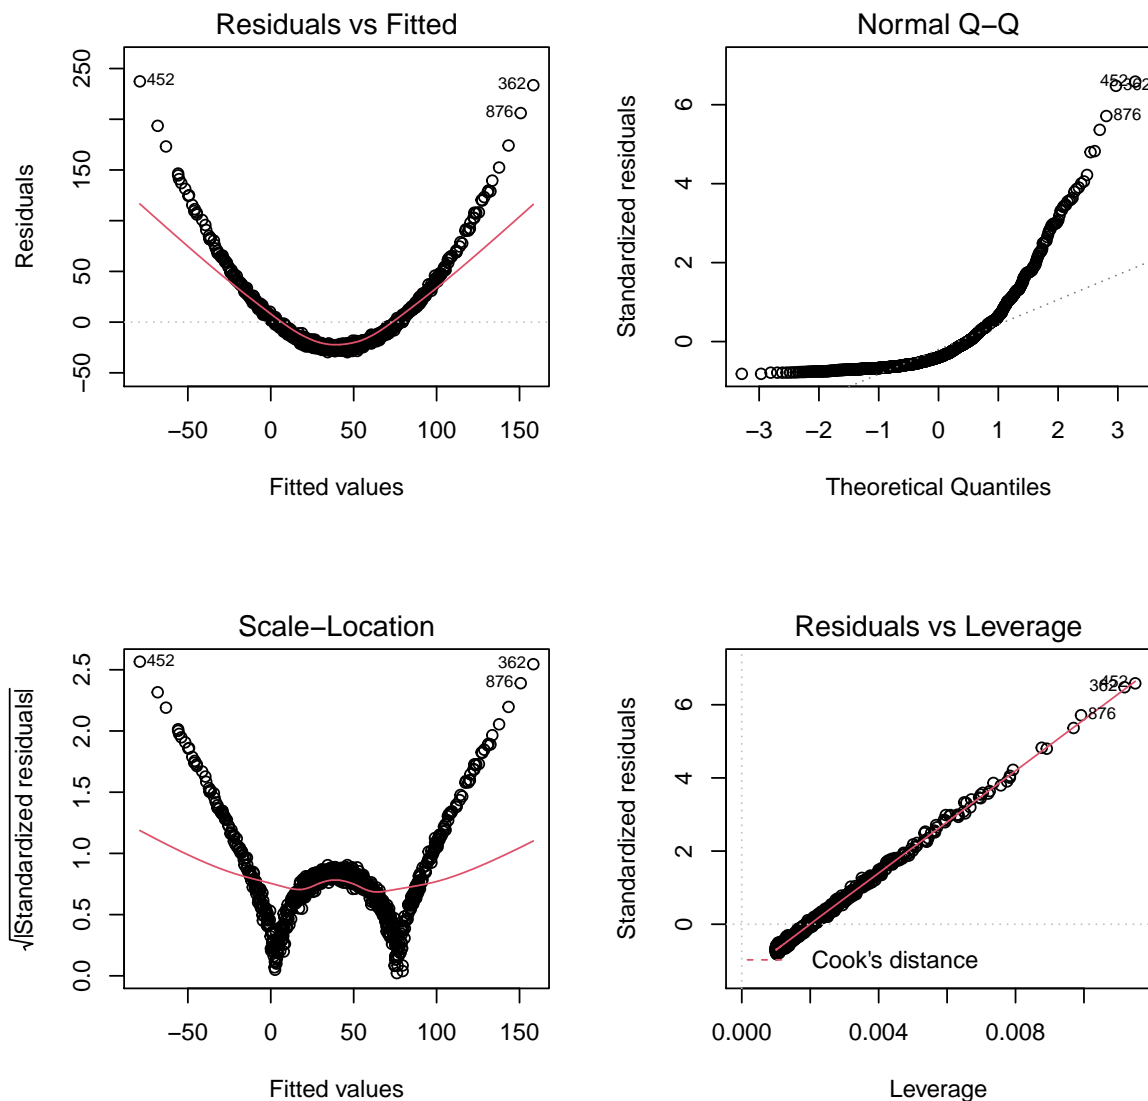 Residuals vs Fitted
Residuals
250
150
50
0
−50
452
362
876
−50 0 50 100 150
Fitted values
Normal Q−Q
Standardized residuals
6
4
2
0
452
362
876
−3 −2 −1 0 1 2 3
Theoretical Quantiles
Scale−Location
√|Standardized residuals|
2.5
2.0
1.5
1.0
0.5
0.0
452
362
876
−50 0 50 100 150
Fitted values
Residuals vs Leverage
Standardized residuals
6
4
2
0
452
362
876
Cook's distance
0.000 0.004 0.008
Leverage